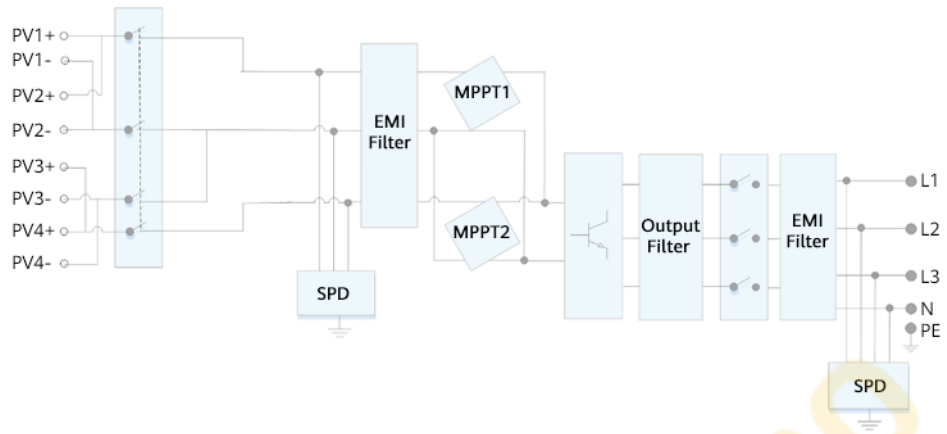 PV1+
PV1-
PV2+
PV2-
PV3+
PV3-
PV4+
PV4-
EMI
Filter
SPD
MPPT1
MPPT2
Output
Filter
EMI
Filter
L1
L2
L3
N
PE
SPD